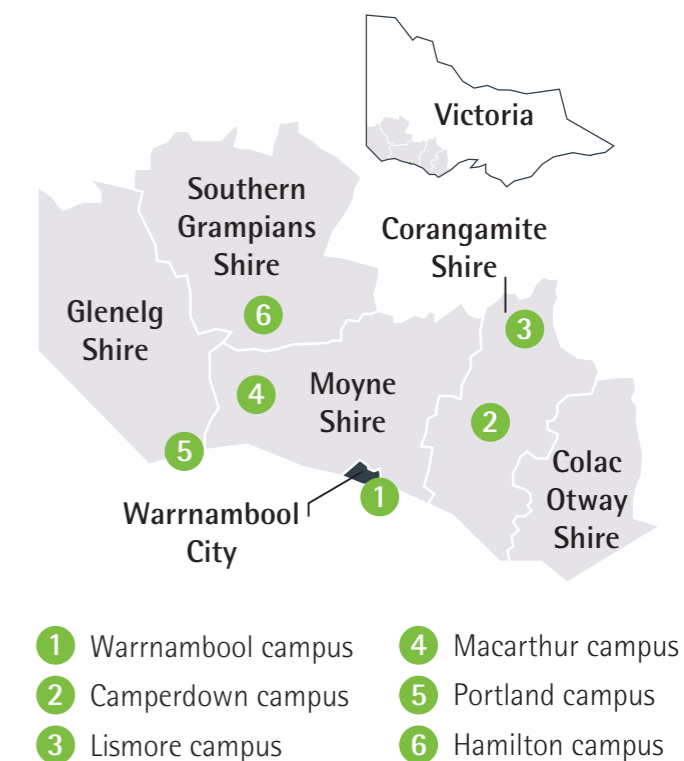 Victoria
Southern
Grampians
Shire
Corangamite
Shire
Glenelg
Shire
6
3
Moyne
Shire
4
2
5
Colac
Otway
Shire
1
Warrnambool
City
1 Warrnambool campus
2 Camperdown campus
3 Lismore campus
4 Macarthur campus
5 Portland campus
6 Hamilton campus